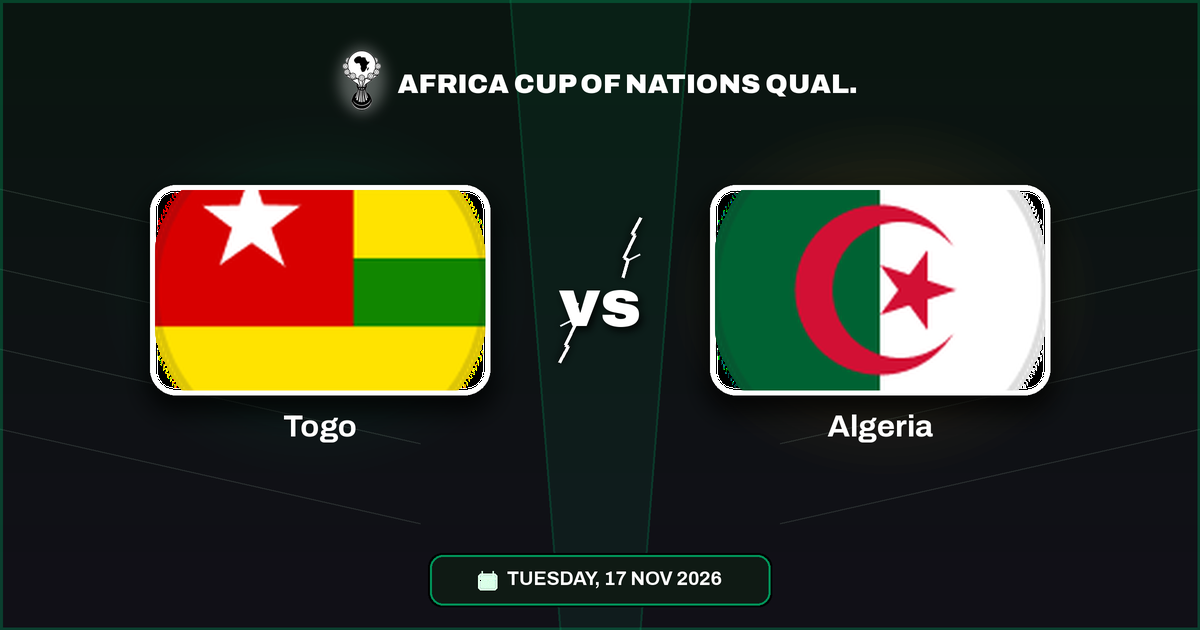 AFRICA CUP OF NATIONS QUAL.
VS
Togo
Algeria
TUESDAY, 17 NOV 2026